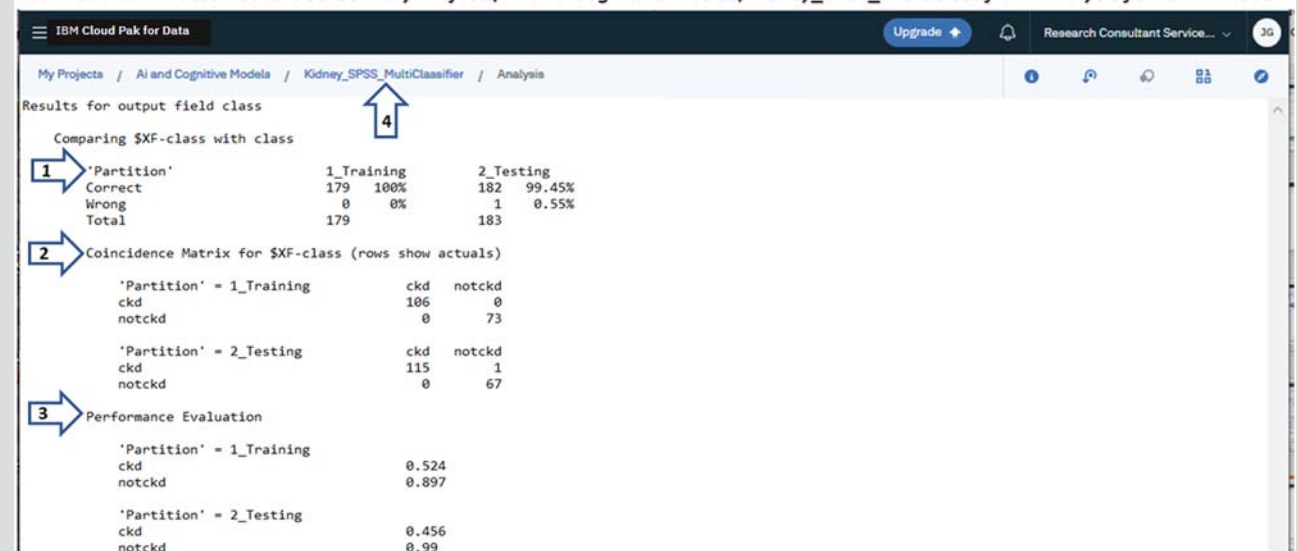 IBM Cloud Pak for Data
Upgrade
Research Consultant Service...
JG
My Projects / Ai and Cognitive Models / Kidney_SPSS_MultiClassifier / Analysis
Results for output field class
4
Comparing $XF-class with class
1
'Partition' 1_Training 2_Testing
Correct 179 100% 182 99.45%
Wrong 0 0% 1 0.55%
Total 179 183
2
Coincidence Matrix for $XF-class (rows show actuals)
'Partition' = 1_Training ckd notckd
ckd 106 0
notckd 0 73
'Partition' = 2_Testing ckd notckd
ckd 115 1
notckd 0 67
3
Performance Evaluation
'Partition' = 1_Training
ckd 0.524
notckd 0.897
'Partition' = 2_Testing
ckd 0.456
notckd 0.99